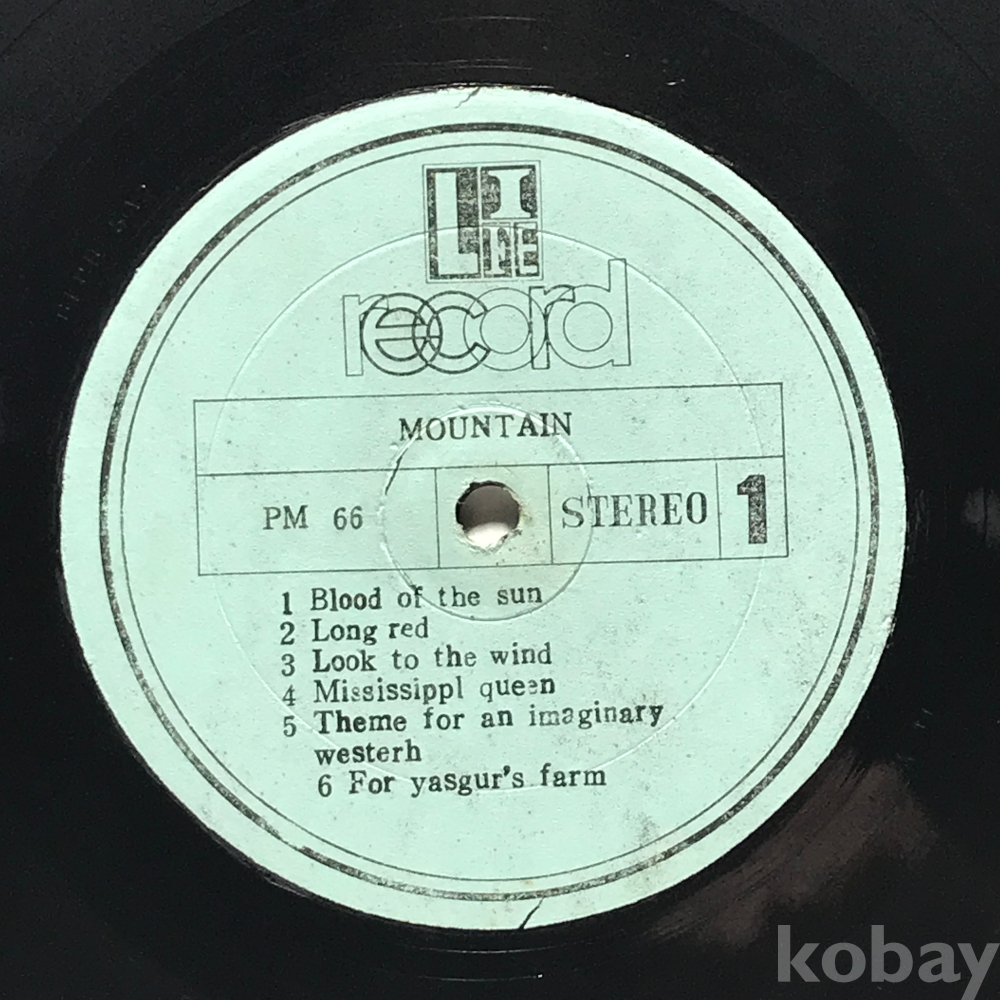 LIFE
record
MOUNTAIN
PM 66
STEREO 1
1 Blood of the sun
2 Long red
3 Look to the wind
4 Mississippl queen
5 Theme for an imaginary
westerh
6 For yasgur's farm
kobay